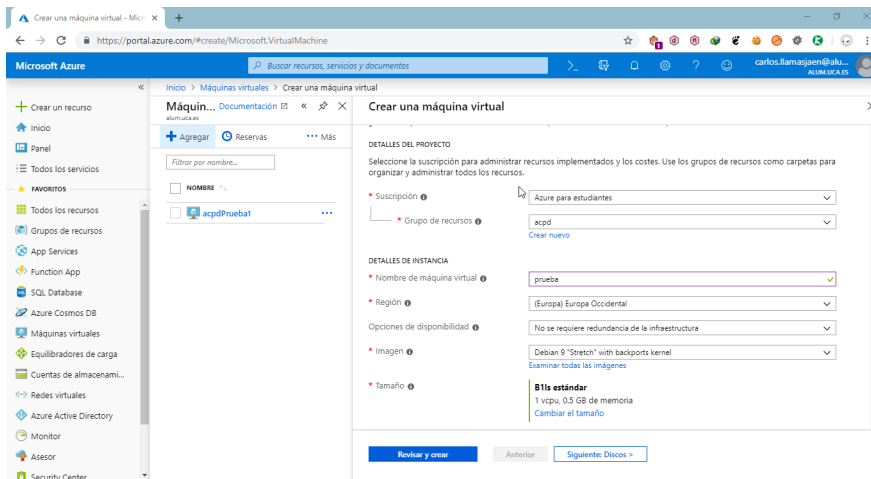 Crear una máquina virtual - Micr
https://portal.azure.com/#create/Microsoft.VirtualMachine
Microsoft Azure
Buscar recursos, servicios y documentos
carlos.llamasjaen@alu...
ALUM.UCA.ES
Inicio > Máquinas virtuales > Crear una máquina virtual
Crear un recurso
Inicio
Panel
Todos los servicios
FAVORITOS
Todos los recursos
Grupos de recursos
App Services
Function App
SQL Database
Azure Cosmos DB
Máquinas virtuales
Equilibradores de carga
Cuentas de almacenami...
Redes virtuales
Azure Active Directory
Monitor
Asesor
Security Center
Máquin... Documentación
alum.uca.es
Agregar Reservas ••• Más
Filtrar por nombre...
NOMBRE
acpdPrueba1 •••
Crear una máquina virtual
DETALLES DEL PROYECTO
Seleccione la suscripción para administrar recursos implementados y los costes. Use los grupos de recursos como carpetas para
organizar y administrar todos los recursos.
* Suscripción Azure para estudiantes
* Grupo de recursos acpd
Crear nuevo
DETALLES DE INSTANCIA
* Nombre de máquina virtual prueba
* Región (Europa) Europa Occidental
Opciones de disponibilidad No se requiere redundancia de la infraestructura
* Imagen Debian 9 "Stretch" with backports kernel
Examinar todas las imágenes
* Tamaño B1ls estándar
1 vcpu, 0.5 GB de memoria
Cambiar el tamaño
Revisar y crear Anterior Siguiente: Discos >